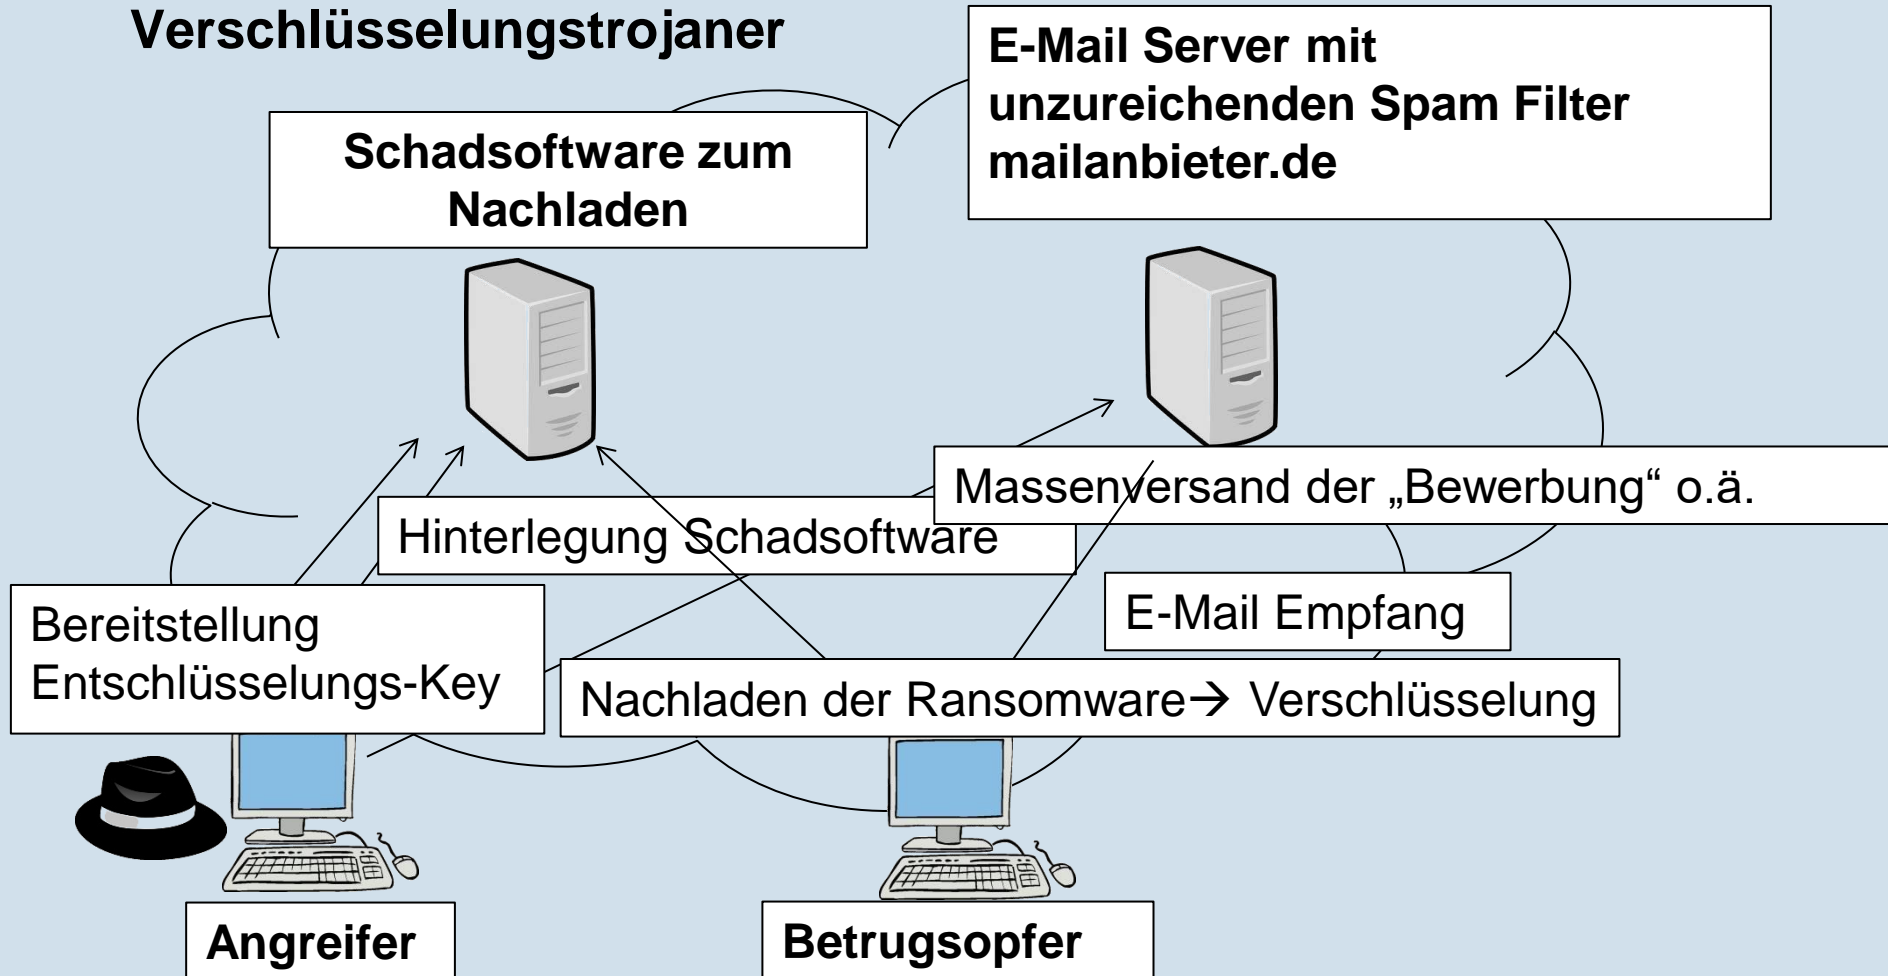 Verschlüsselungstrojaner
E-Mail Server mit
unzureichenden Spam Filter
mailanbieter.de
Schadsoftware zum
Nachladen
Massenversand der „Bewerbung“ o.ä.
Hinterlegung Schadsoftware
E-Mail Empfang
Bereitstellung
Entschlüsselungs-Key
Nachladen der Ransomware→ Verschlüsselung
Angreifer
Betrugsopfer